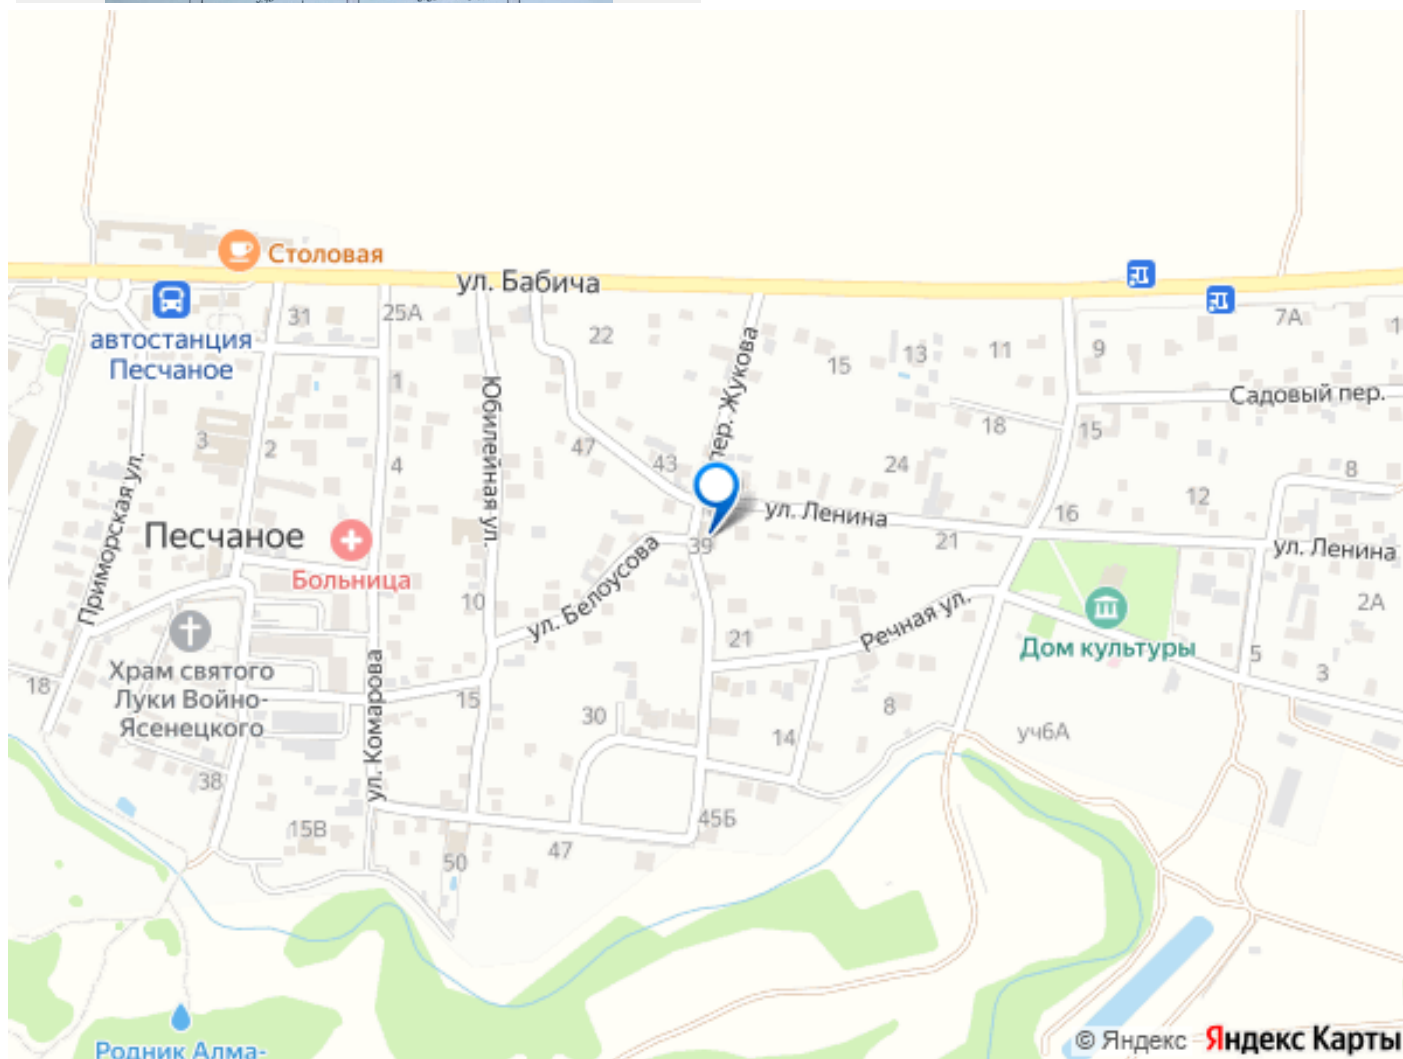 Столовая
ул. Бабича
автостанция
Песчаное
31
25А
22
7А
1
15
13
11
9
пер. Жукова
Садовый пер.
Юбилейная ул.
1
3
2
4
47
43
18
15
24
8
12
16
Приморская ул.
Песчаное
Больница
ул. Ленина
39
21
ул. Ленина
ул. Белоусова
10
2А
Храм святого
Луки Войно-
Ясенецкого
21
Речная ул.
Дом культуры
5
3
18
15
30
8
14
уч6А
ул. Комарова
38
15В
45Б
47
50
Родник Алма-
© Яндекс Яндекс Карты